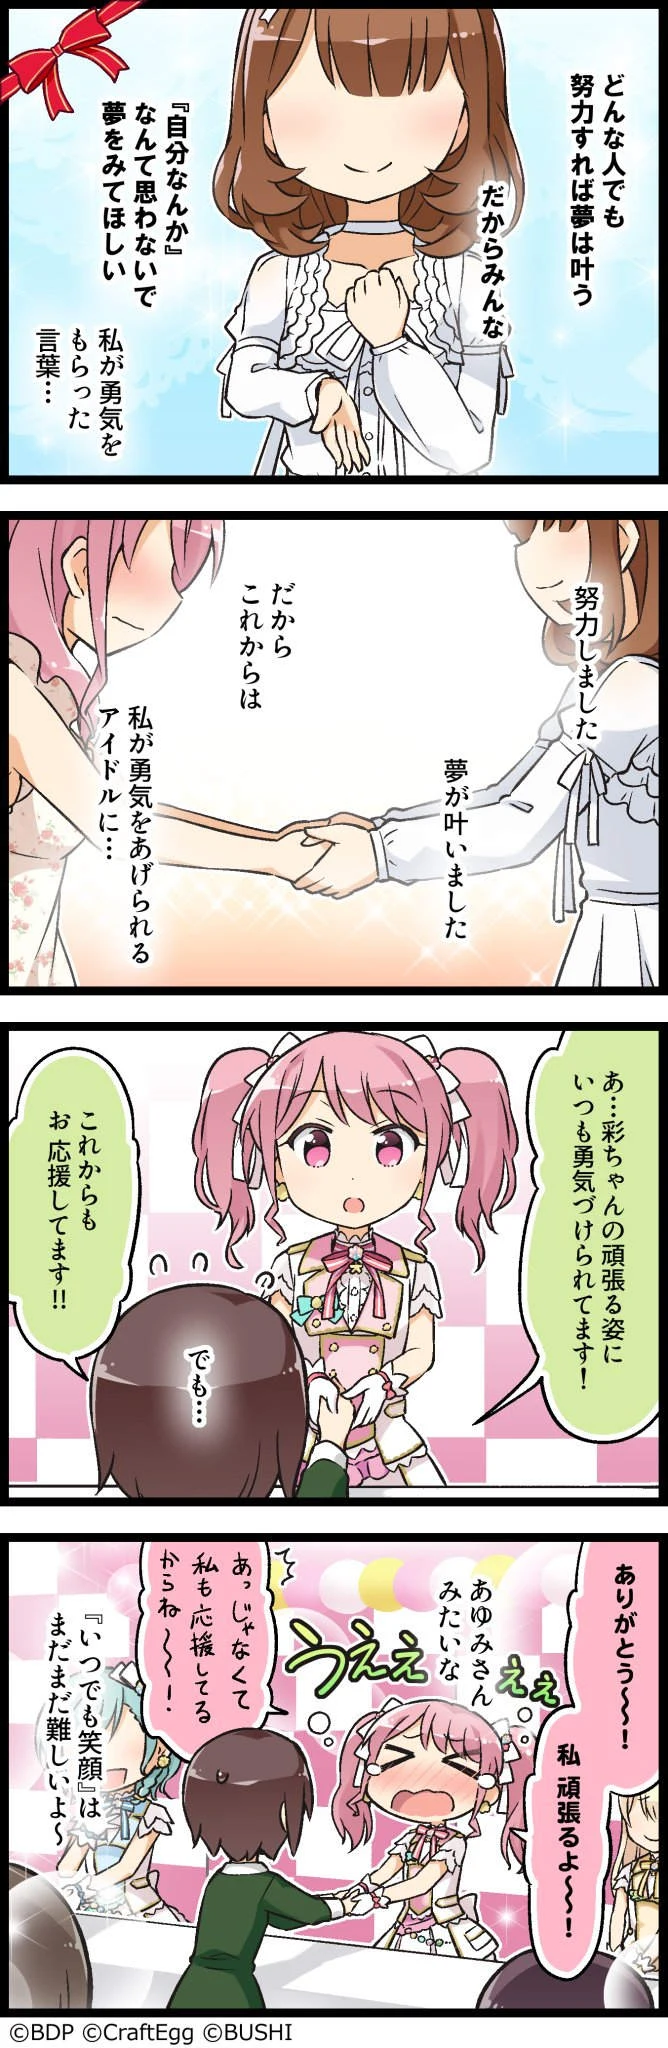 どんな人でも
努力すれば夢は叶う
だからみんな
『自分なんか』
なんて思わないで
夢をみてほしい
私が勇気を
もらった
言葉…
努力しました
夢が叶いました
だから
これからは
私が勇気をあげられる
アイドルに…
あ…彩ちゃんの頑張る姿に
いつも勇気づけられてます!
でも…
これからも
お 応援してます!!
ありがとう〜〜!
私 頑張るよ〜〜!
あゆみさん
みたいな
うえぇぇぇ
あっ じゃなくて
私も応援してる
からね〜〜!
『いつでも笑顔』は
まだまだ難しいよ〜
©BDP ©CraftEgg ©BUSHI